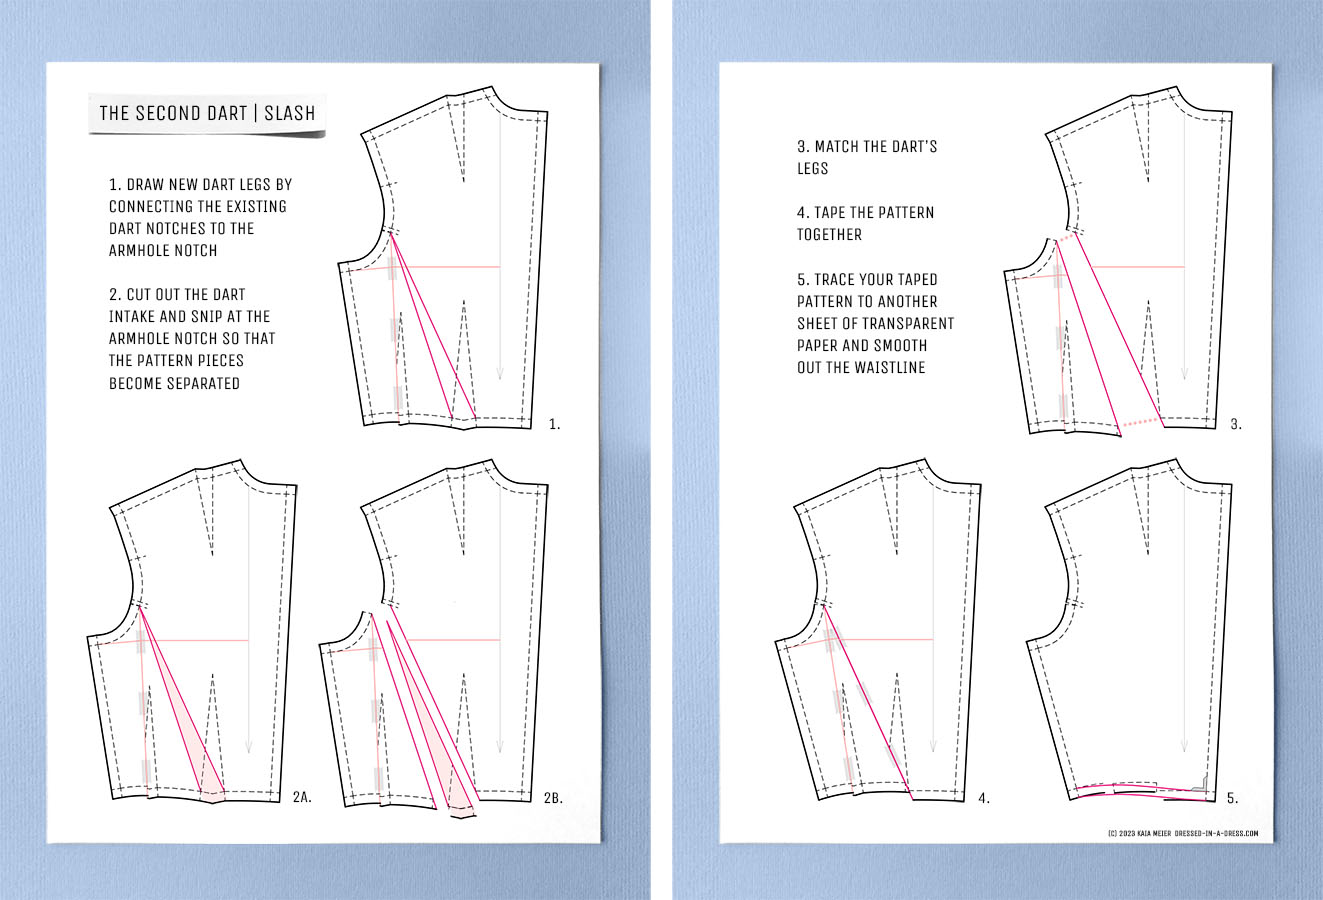 THE SECOND DART | SLASH
1. DRAW NEW DART LEGS BY
CONNECTING THE EXISTING
DART NOTCHES TO THE
ARMHOLE NOTCH
2. CUT OUT THE DART
INTAKE AND SNIP AT THE
ARMHOLE NOTCH SO THAT
THE PATTERN PIECES
BECOME SEPARATED
1.
2A.
2B.
3. MATCH THE DART'S
LEGS
4. TAPE THE PATTERN
TOGETHER
5. TRACE YOUR TAPED
PATTERN TO ANOTHER
SHEET OF TRANSPARENT
PAPER AND SMOOTH
OUT THE WAISTLINE
3.
4.
5.
(C) 2023 KAIA MEIER DRESSED-IN-A-DRESS.COM